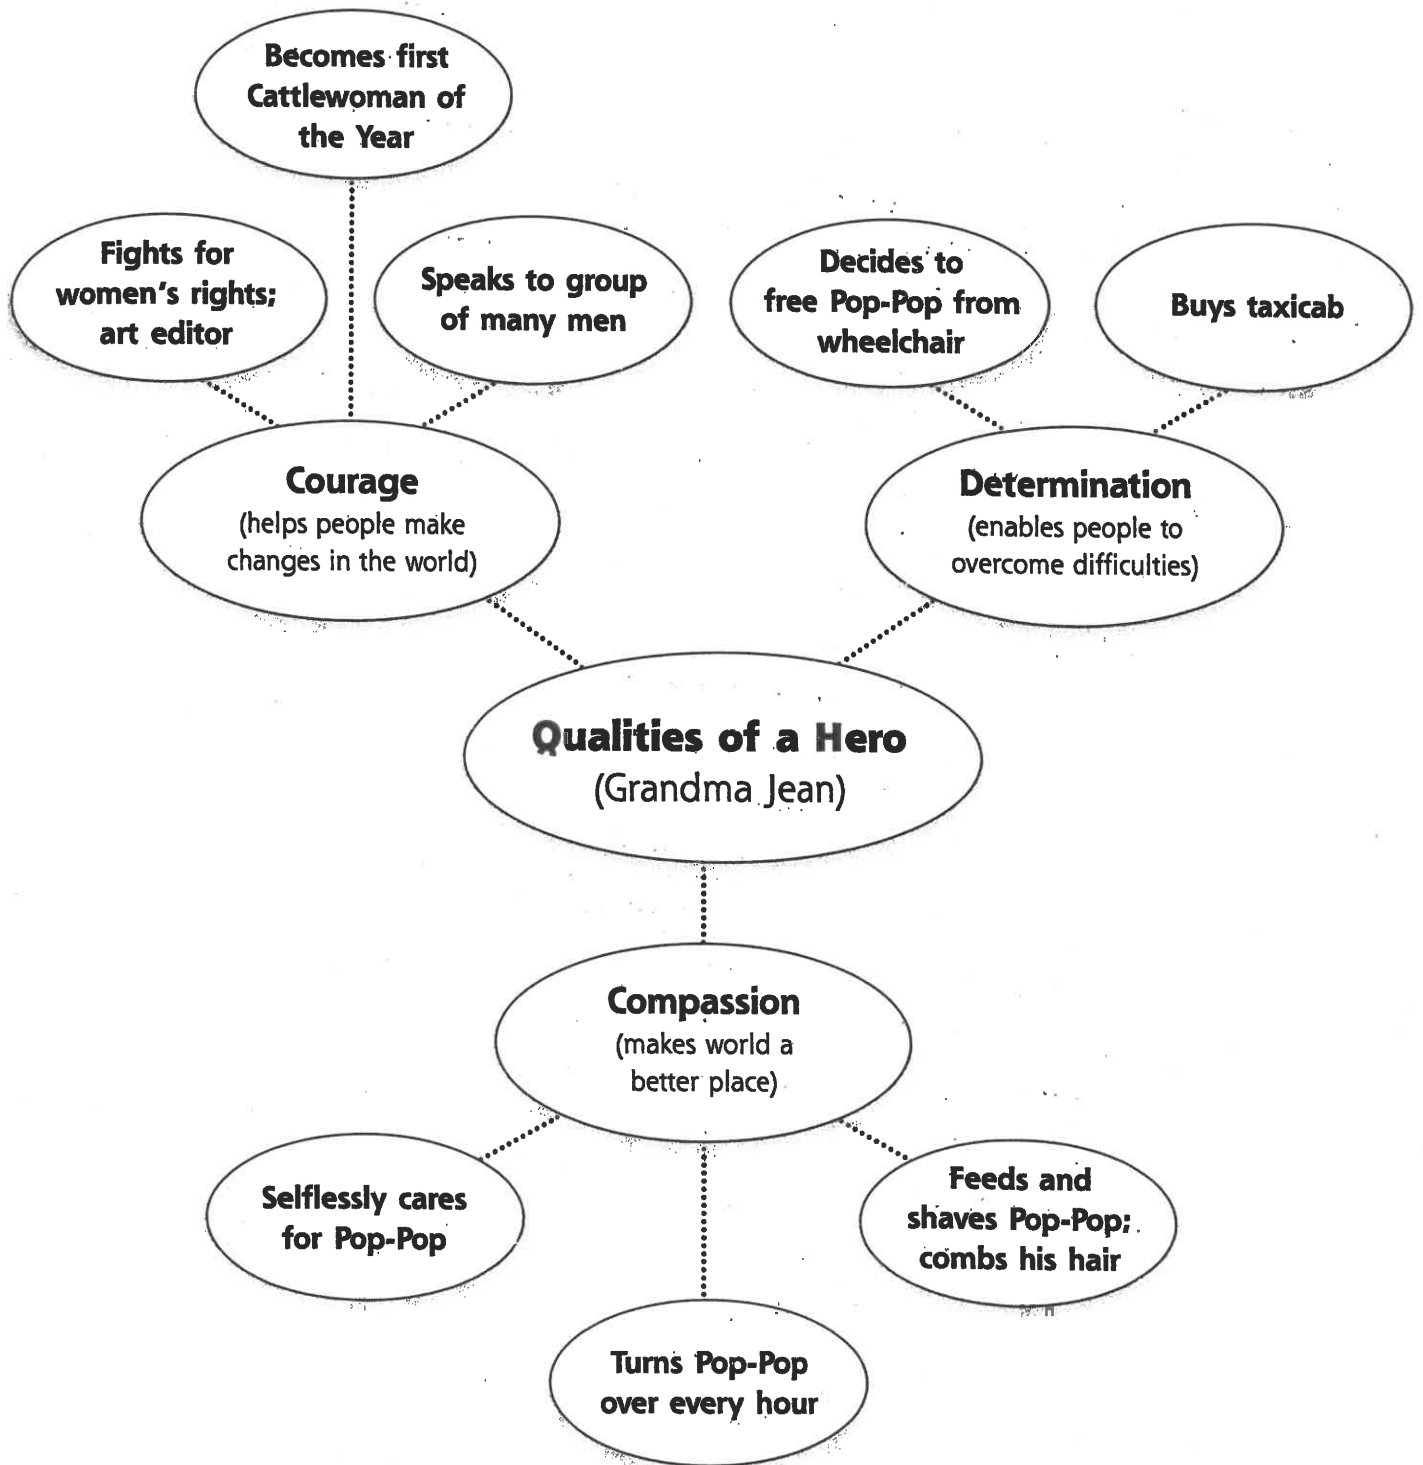 Becomes first
Cattlewoman of
the Year
Fights for
women's rights;
art editor
Speaks to group
of many men
Decides to
free Pop-Pop from
wheelchair
Buys taxicab
Courage
(helps people make
changes in the world)
Determination
(enables people to
overcome difficulties)
Qualities of a Hero
(Grandma Jean)
Compassion
(makes world a
better place)
Selflessly cares
for Pop-Pop
Feeds and
shaves Pop-Pop;
combs his hair
Turns Pop-Pop
over every hour